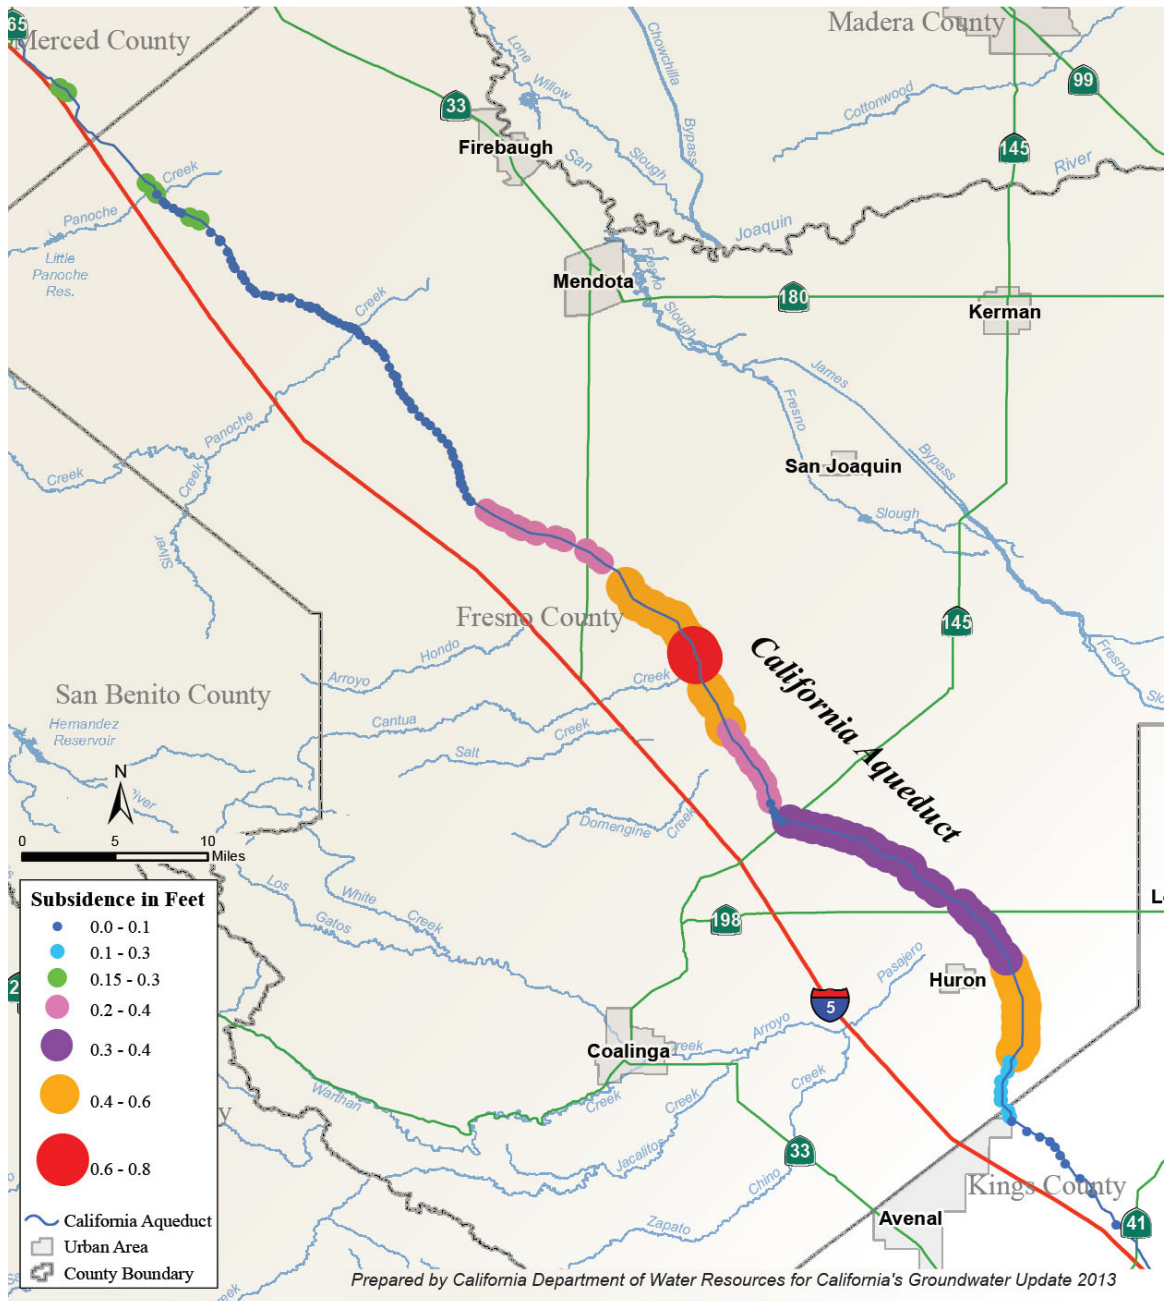 65
Merced County
Madera County
Lone
Willow
Slough
Chowchilla
Bypass
Cottonwood
99
33
Firebaugh
145
San
Joaquin
River
Creek
Panoche
Little
Panoche
Res.
Mendota
Fresno
Slough
180
Kerman
Creek
James
Bypass
Fresno
Slough
Panoche
Creek
Creek
Silver
San Joaquin
Fresno County
Hondo
Arroyo
145
Fresno
San Benito County
Hernandez
Reservoir
Cantua
Creek
Salt
Creek
California Aqueduct
N
River
0 5 10
Miles
Domengine
Creek
Los
Gatos
White
Creek
Creek
198
Pasajero
Huron
5
Arroyo
Coalinga
Creek
Creek
Creek
Creek
Warthan
Jacalitos
Chino
33
Zapato
Kings County
Avenal
41
Subsidence in Feet
0.0 - 0.1
0.1 - 0.3
0.15 - 0.3
0.2 - 0.4
0.3 - 0.4
0.4 - 0.6
0.6 - 0.8
California Aqueduct
Urban Area
County Boundary
Prepared by California Department of Water Resources for California's Groundwater Update 2013